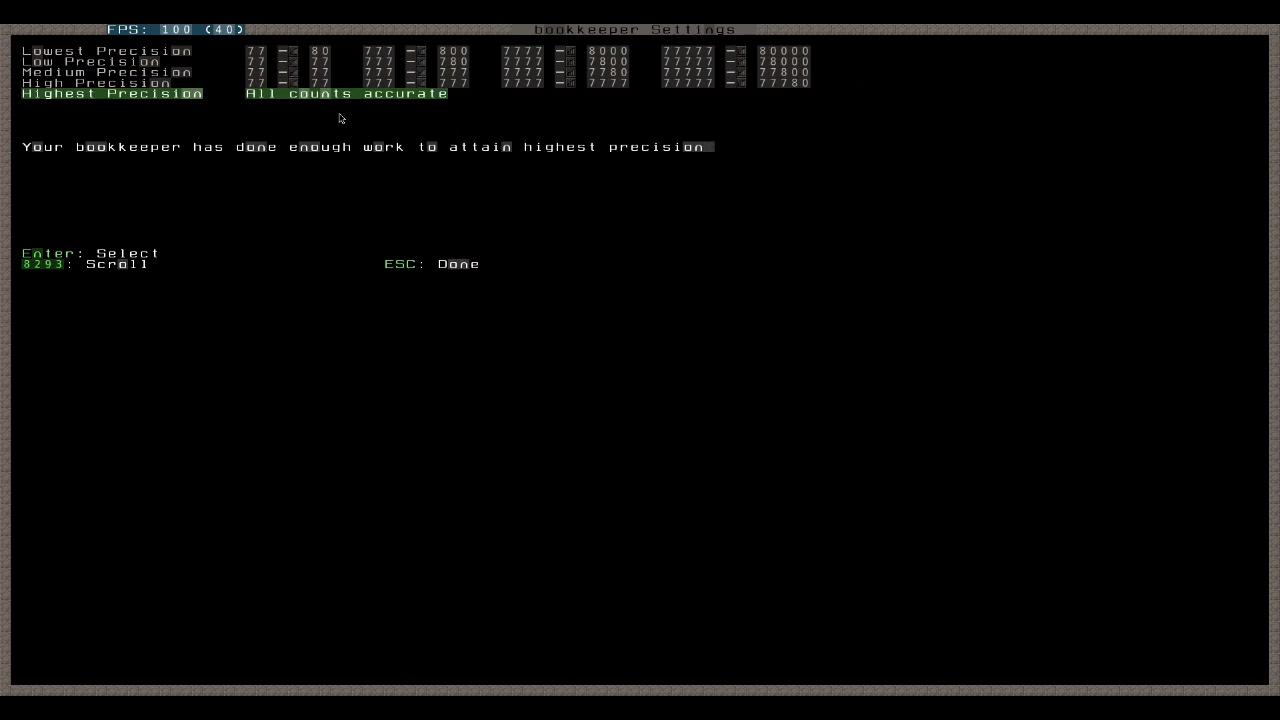 FPS: 100 (40) bookkeeper Settings
Lowest Precision 77 - 80 777 - 800 7777 - 8000 77777 - 80000
Low Precision 77 - 77 777 - 780 7777 - 7800 77777 - 78000
Medium Precision 77 - 77 777 - 777 7777 - 7780 77777 - 77800
High Precision 77 - 77 777 - 777 7777 - 7777 77777 - 77780
Highest Precision All counts accurate
Your bookkeeper has done enough work to attain highest precision
Enter: Select
8293: Scroll ESC: Done